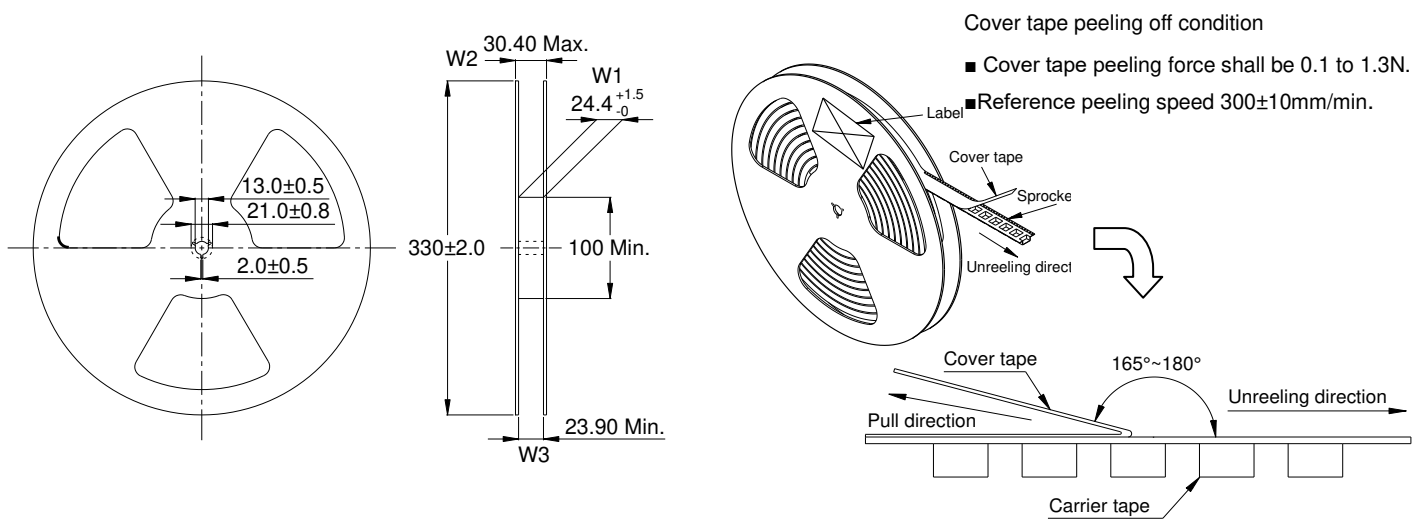 Cover tape peeling off condition
■ Cover tape peeling force shall be 0.1 to 1.3N.
■Reference peeling speed 300±10mm/min.
30.40 Max.
W2
W1
24.4 +1.5 -0
13.0±0.5
21.0±0.8
2.0±0.5
330±2.0
100 Min.
23.90 Min.
W3
Label
Cover tape
Sprocke
Unreeling direct
Cover tape
165°~180°
Unreeling direction
Pull direction
Carrier tape